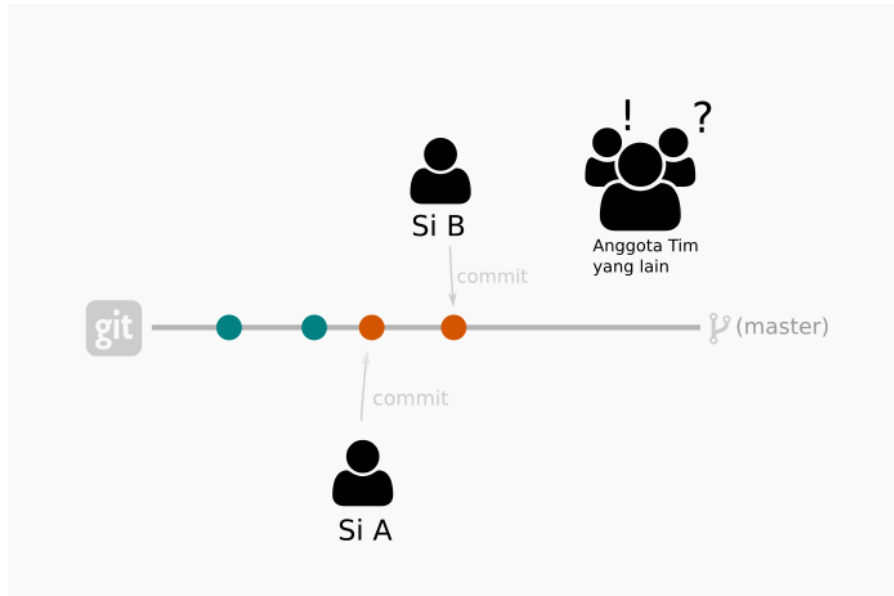 ! ?
Si B
Anggota Tim
yang lain
commit
git
(master)
commit
Si A